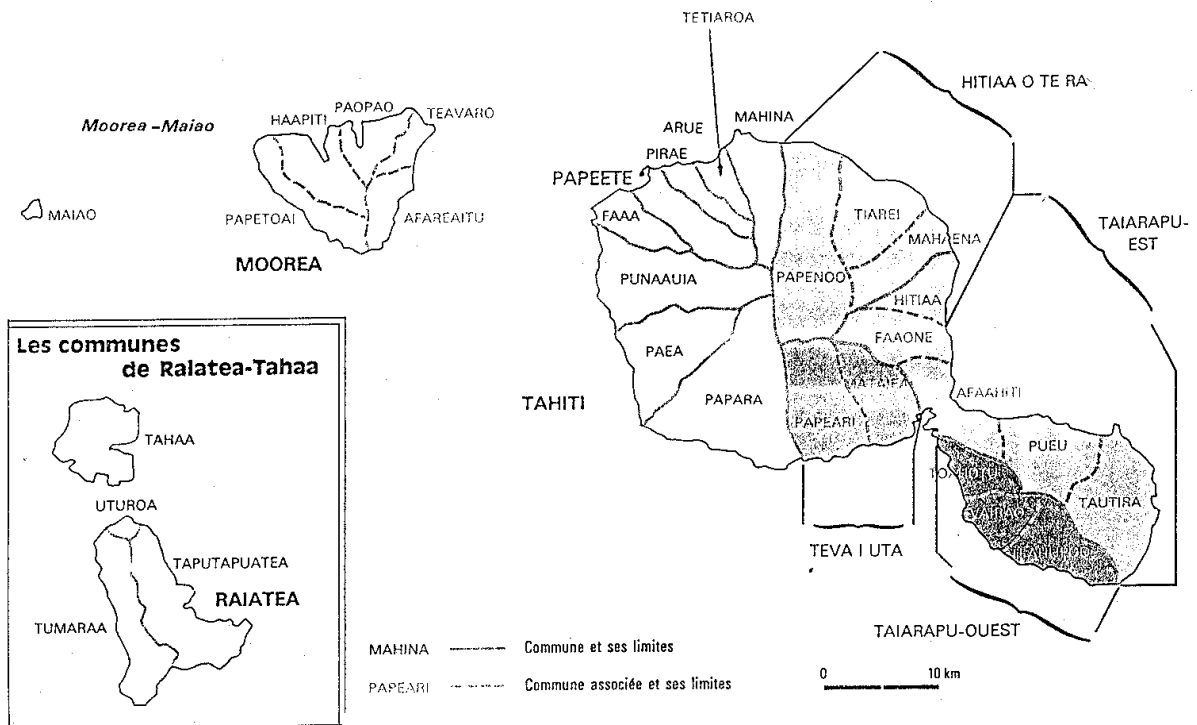 TETIAROA
HITIAA O TE RA
Moorea-Maiao
HAAPITI
PAOPAO
TEAVARO
MAIAO
PAPETOAI
AFAREAITU
MOOREA
ARUE
MAHINA
PIRAE
PAPEETE
FAAA
TIAREI
MAHAENA
TAIARAPU-
EST
PUNAAUIA
PAPENOO
HITIAA
FAAONE
PAEA
MATAIEA
AFAAHITI
TAHITI
PAPARA
PAPEARI
PUEU
TAUTIRA
VAIRAO
TEVA I UTA
TAIARAPU-OUEST
Les communes
de Raiatea-Tahaa
TAHAA
UTUROA
TAPUTAPUATEA
RAIATEA
TUMARAA
MAHINA Commune et ses limites
PAPEARI Commune associée et ses limites
0 10 km